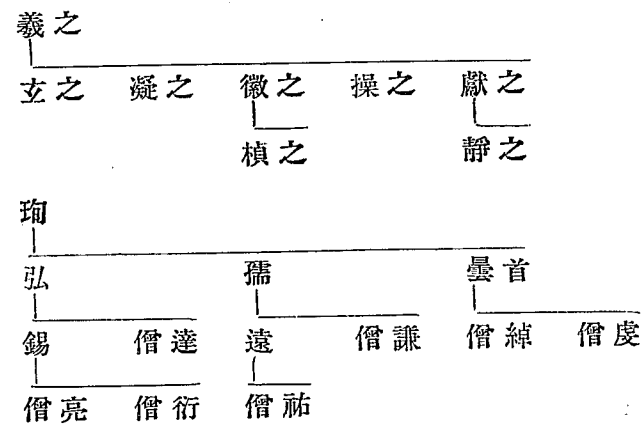 羲之
玄之 凝之 徽之 操之 獻之
楨之 靜之
珣
弘 孺 曇首
錫 僧達 遠 僧謙 僧綽 僧虔
僧亮 僧衍 僧祐